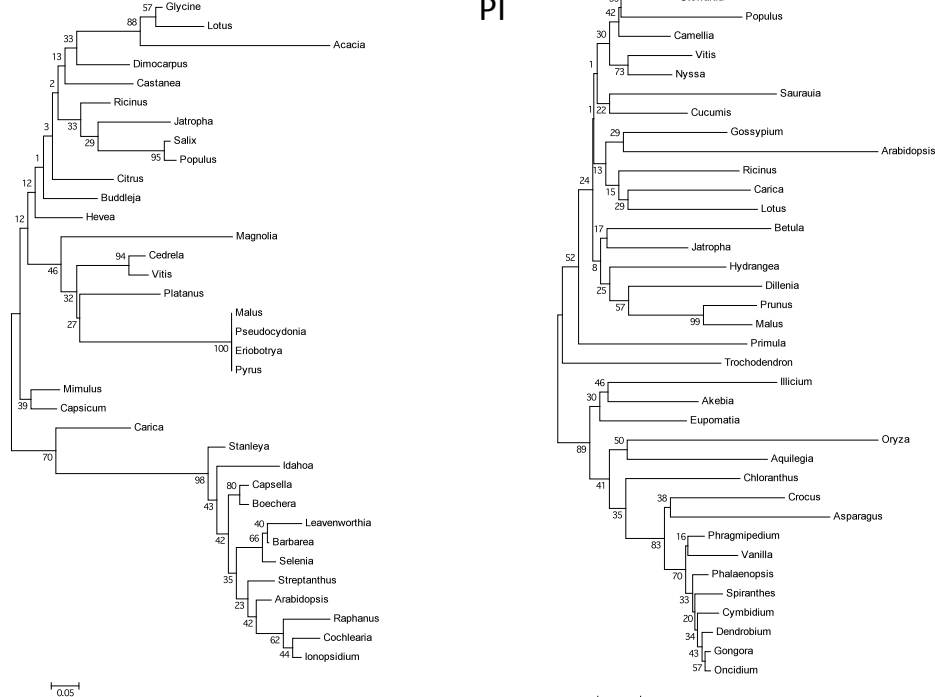 Glycine
57
Lotus
88
Acacia
33
Dimocarpus
13
Castanea
2
Ricinus
33
Jatropha
29
Salix
95
Populus
3
Citrus
1
Buddleja
12
Hevea
12
Magnolia
46
94
Cedrela
Vitis
32
Platanus
27
Malus
Pseudocydonia
100
Eriobotrya
Pyrus
Mimulus
39
Capsicum
Carica
70
Stanleya
98
Idahoa
43
80
Capsella
Boechera
42
40
Leavenworthia
66
Barbarea
Selenia
35
Streptanthus
23
Arabidopsis
42
Raphanus
62
Cochlearia
44
Ionopsidium
0.05
PI
42
Populus
30
Camellia
Vitis
73
Nyssa
1
Saurauia
1
22
Cucumis
29
Gossypium
Arabidopsis
13
Ricinus
24
15
Carica
29
Lotus
17
Betula
Jatropha
52
8
Hydrangea
25
Dillenia
57
Prunus
99
Malus
Primula
Trochodendron
46
Illicium
30
Akebia
Eupomatia
89
50
Oryza
Aquilegia
41
Chloranthus
35
38
Crocus
Asparagus
83
16
Phragmipedium
Vanilla
70
Phalaenopsis
33
Spiranthes
20
Cymbidium
34
Dendrobium
43
Gongora
57
Oncidium